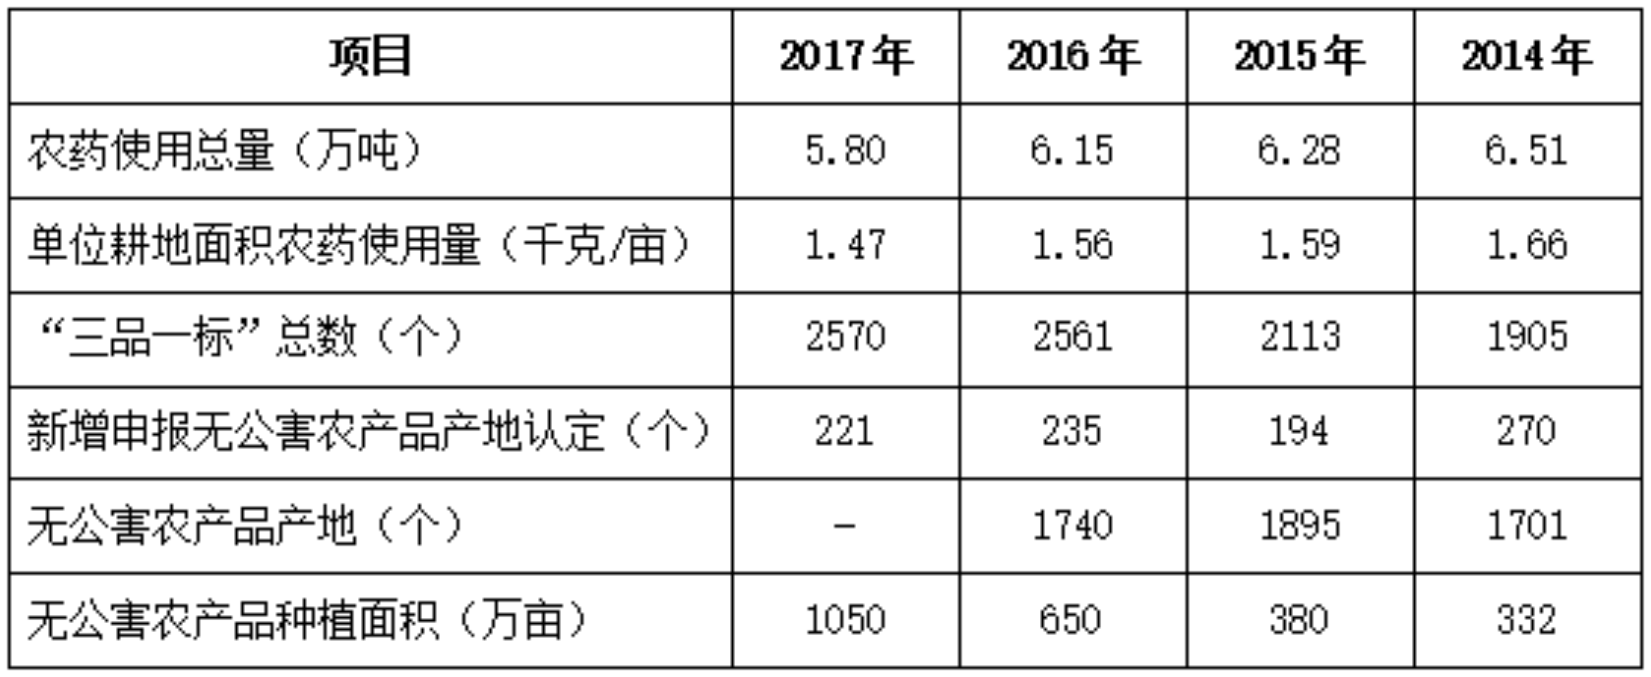 项目 2017年 2016年 2015年 2014年
农药使用总量（万吨） 5.80 6.15 6.28 6.51
单位耕地面积农药使用量（千克/亩） 1.47 1.56 1.59 1.66
“三品一标”总数（个） 2570 2561 2113 1905
新增申报无公害农产品产地认定（个） 221 235 194 270
无公害农产品产地（个） - 1740 1895 1701
无公害农产品种植面积（万亩） 1050 650 380 332